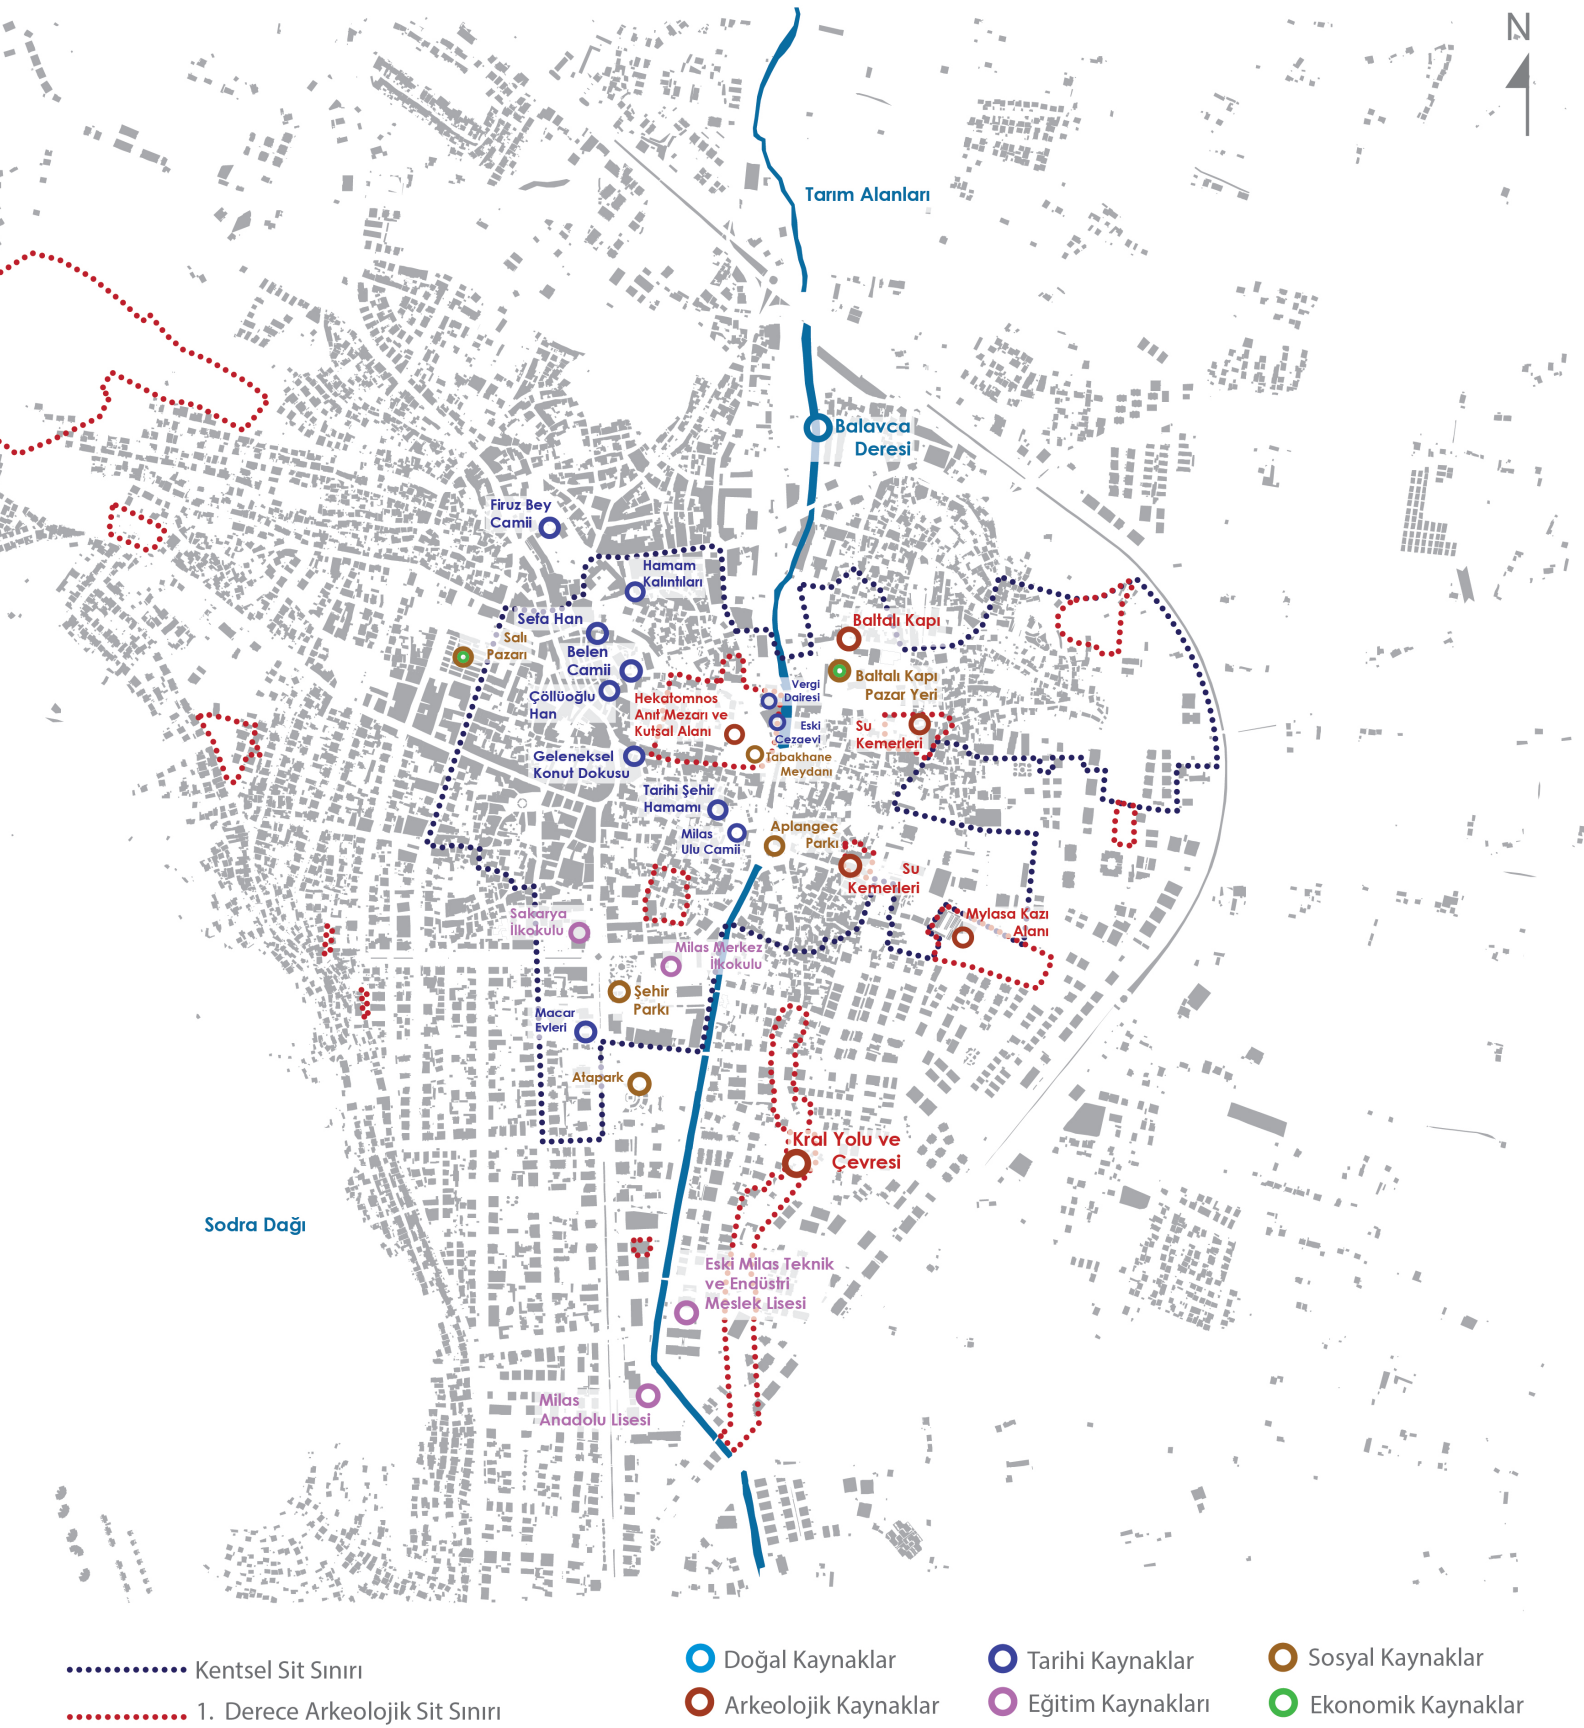 N
Tarım Alanları
Balavca
Deresi
Firuz Bey
Camii
Hamam
Kalıntıları
Sefa Han
Baltalı Kapı
Salı
Pazarı
Belen
Camii
Baltalı Kapı
Pazar Yeri
Vergi
Dairesi
Çöllüoğlu
Han
Hekatomnos
Anıt Mezarı ve
Kutsal Alanı
Eski
Cezaevi
Su
Kemerleri
Geleneksel
Konut Dokusu
Tabakhane
Meydanı
Tarihi Şehir
Hamamı
Milas
Ulu Camii
Aplangeç
Parkı
Su
Kemerleri
Sakarya
İlkokulu
Mylasa Kazı
Alanı
Milas Merkez
İlkokulu
Şehir
Parkı
Macar
Evleri
Atapark
Kral Yolu ve
Çevresi
Sodra Dağı
Eski Milas Teknik
ve Endüstri
Meslek Lisesi
Milas
Anadolu Lisesi
Kentsel Sit Sınırı
1. Derece Arkeolojik Sit Sınırı
Doğal Kaynaklar
Arkeolojik Kaynaklar
Tarihi Kaynaklar
Eğitim Kaynakları
Sosyal Kaynaklar
Ekonomik Kaynaklar